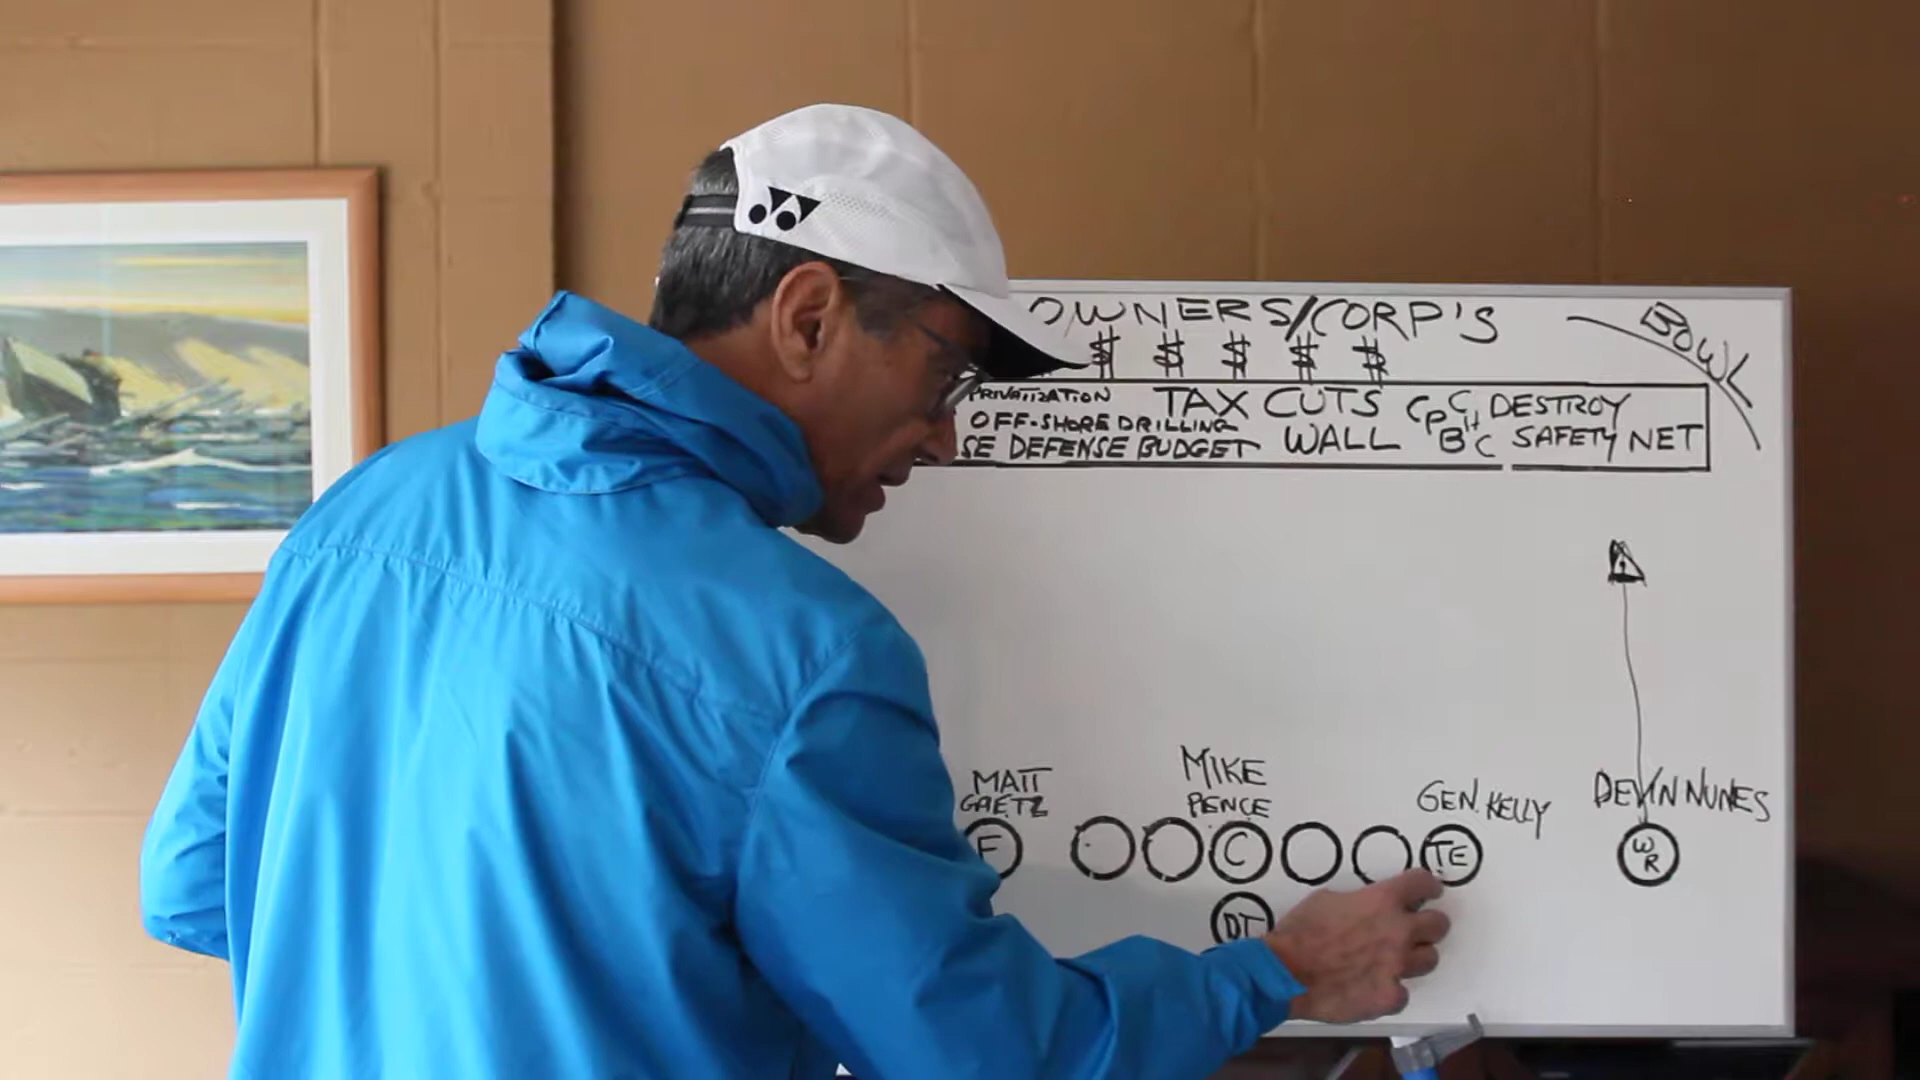 OWNERS/CORP'S
BOWL
$ $ $ $ $
PRIVATIZATION TAX CUTS DESTROY
OFF-SHORE DRILLING
SE DEFENSE BUDGET WALL SAFETY NET
MATT GAETZ
MIKE PENCE
GEN. KELLY
DEVIN NUNES
F
C
TE
WR
DT